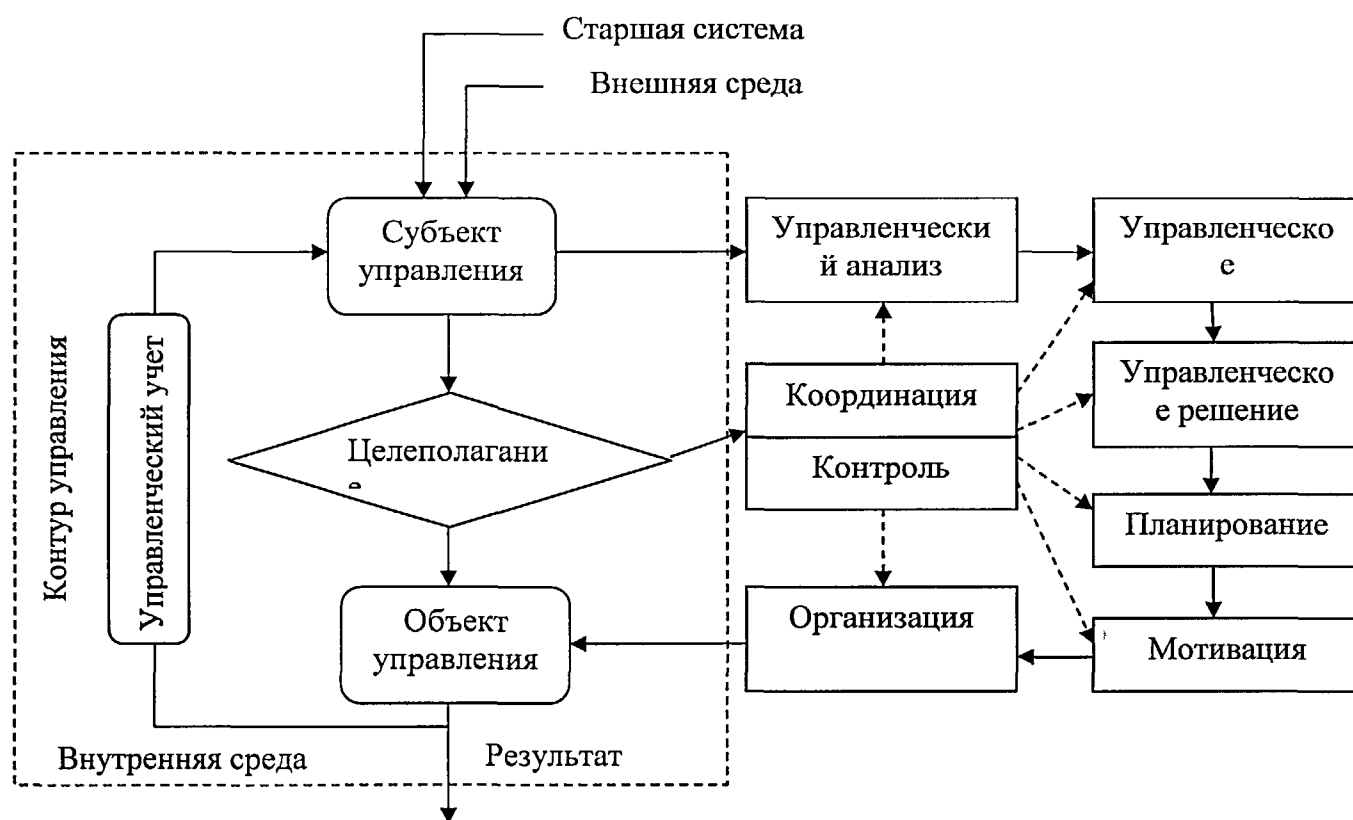 Старшая система
Внешняя среда
Субъект
управления
Управленчески
й анализ
Управленческо
е
Контур управления
Управленческий учет
Координация
Управленческо
е решение
Целеполагани
Контроль
Планирование
Объект
управления
Организация
Мотивация
Внутренняя среда
Результат